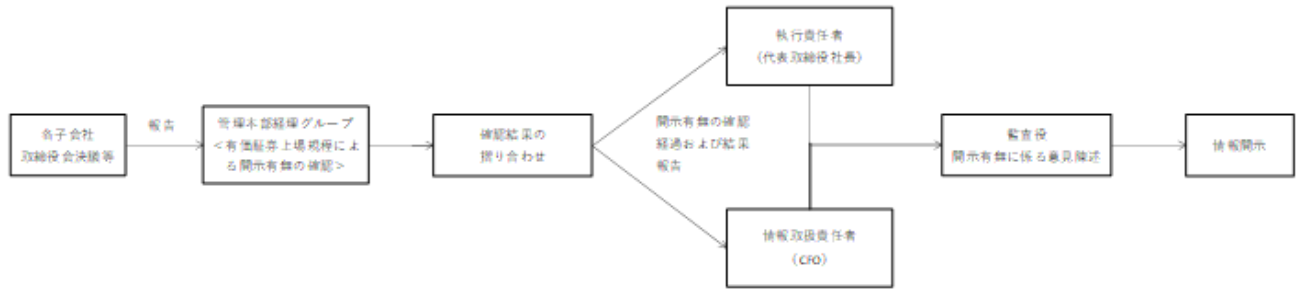 各子会社
取締役会決議等
報告
管理本部経理グループ
＜有価証券上場規程によ
る開示有無の確認＞
確認結果の
摺り合わせ
執行責任者
（代表取締役社長）
開示有無の確認
経過および結果
報告
情報取扱責任者
（CFO）
監査役
開示有無に係る意見陳述
情報開示